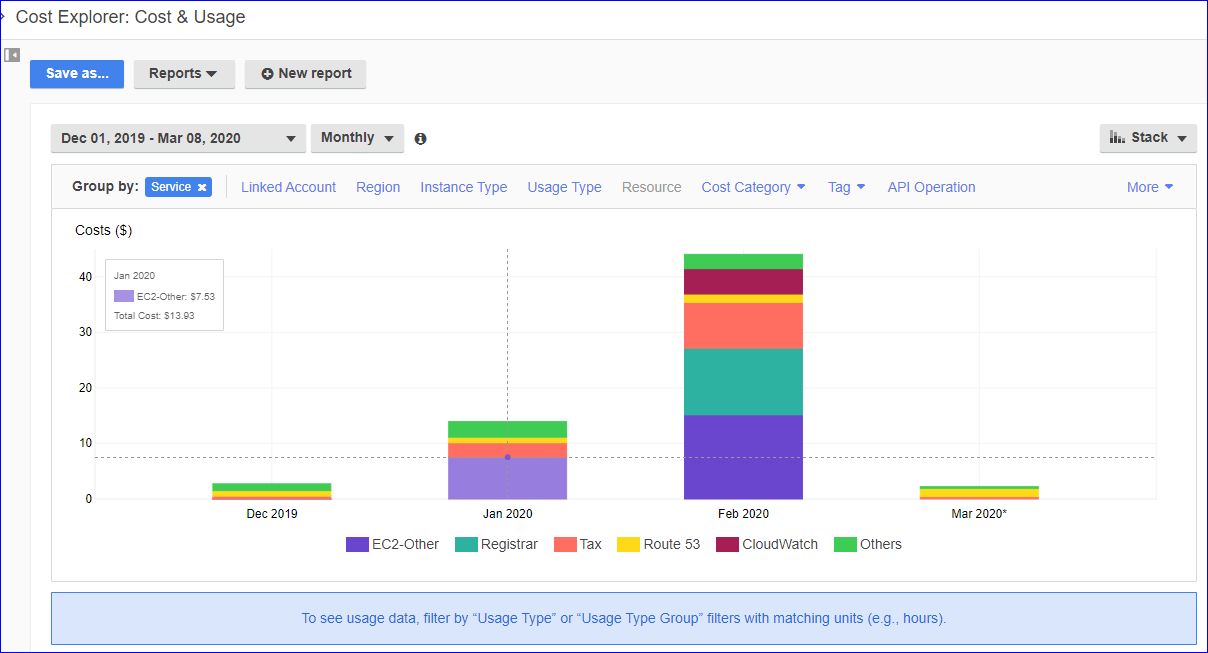 Cost Explorer: Cost & Usage
Save as...
Reports
New report
Dec 01, 2019 - Mar 08, 2020
Monthly
Stack
Group by: Service Linked Account Region Instance Type Usage Type Resource Cost Category Tag API Operation More
Costs ($)
40
30
20
10
0
Jan 2020
EC2-Other: $7.53
Total Cost: $13.93
Dec 2019
Jan 2020
Feb 2020
Mar 2020*
EC2-Other Registrar Tax Route 53 CloudWatch Others
To see usage data, filter by “Usage Type” or “Usage Type Group” filters with matching units (e.g., hours).